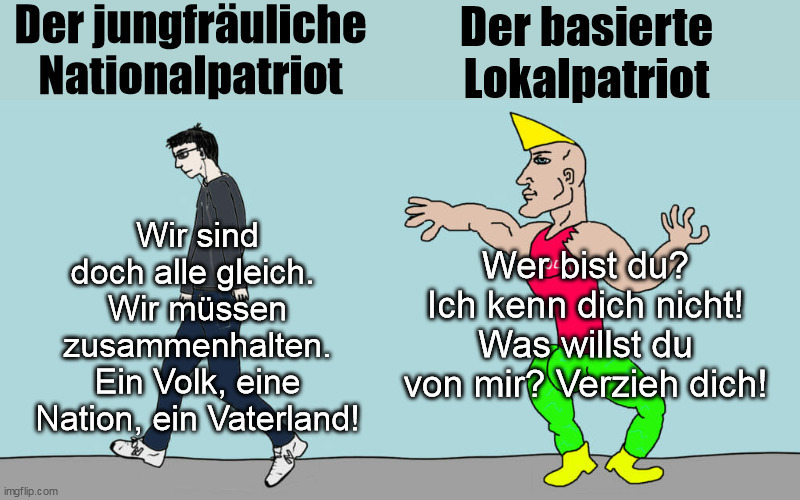 Der jungfräuliche
Nationalpatriot
Der basierte
Lokalpatriot
Wir sind
doch alle gleich.
Wir müssen
zusammenhalten.
Ein Volk, eine
Nation, ein Vaterland!
Wer bist du?
Ich kenn dich nicht!
Was willst du
von mir? Verzieh dich!
imgflip.com